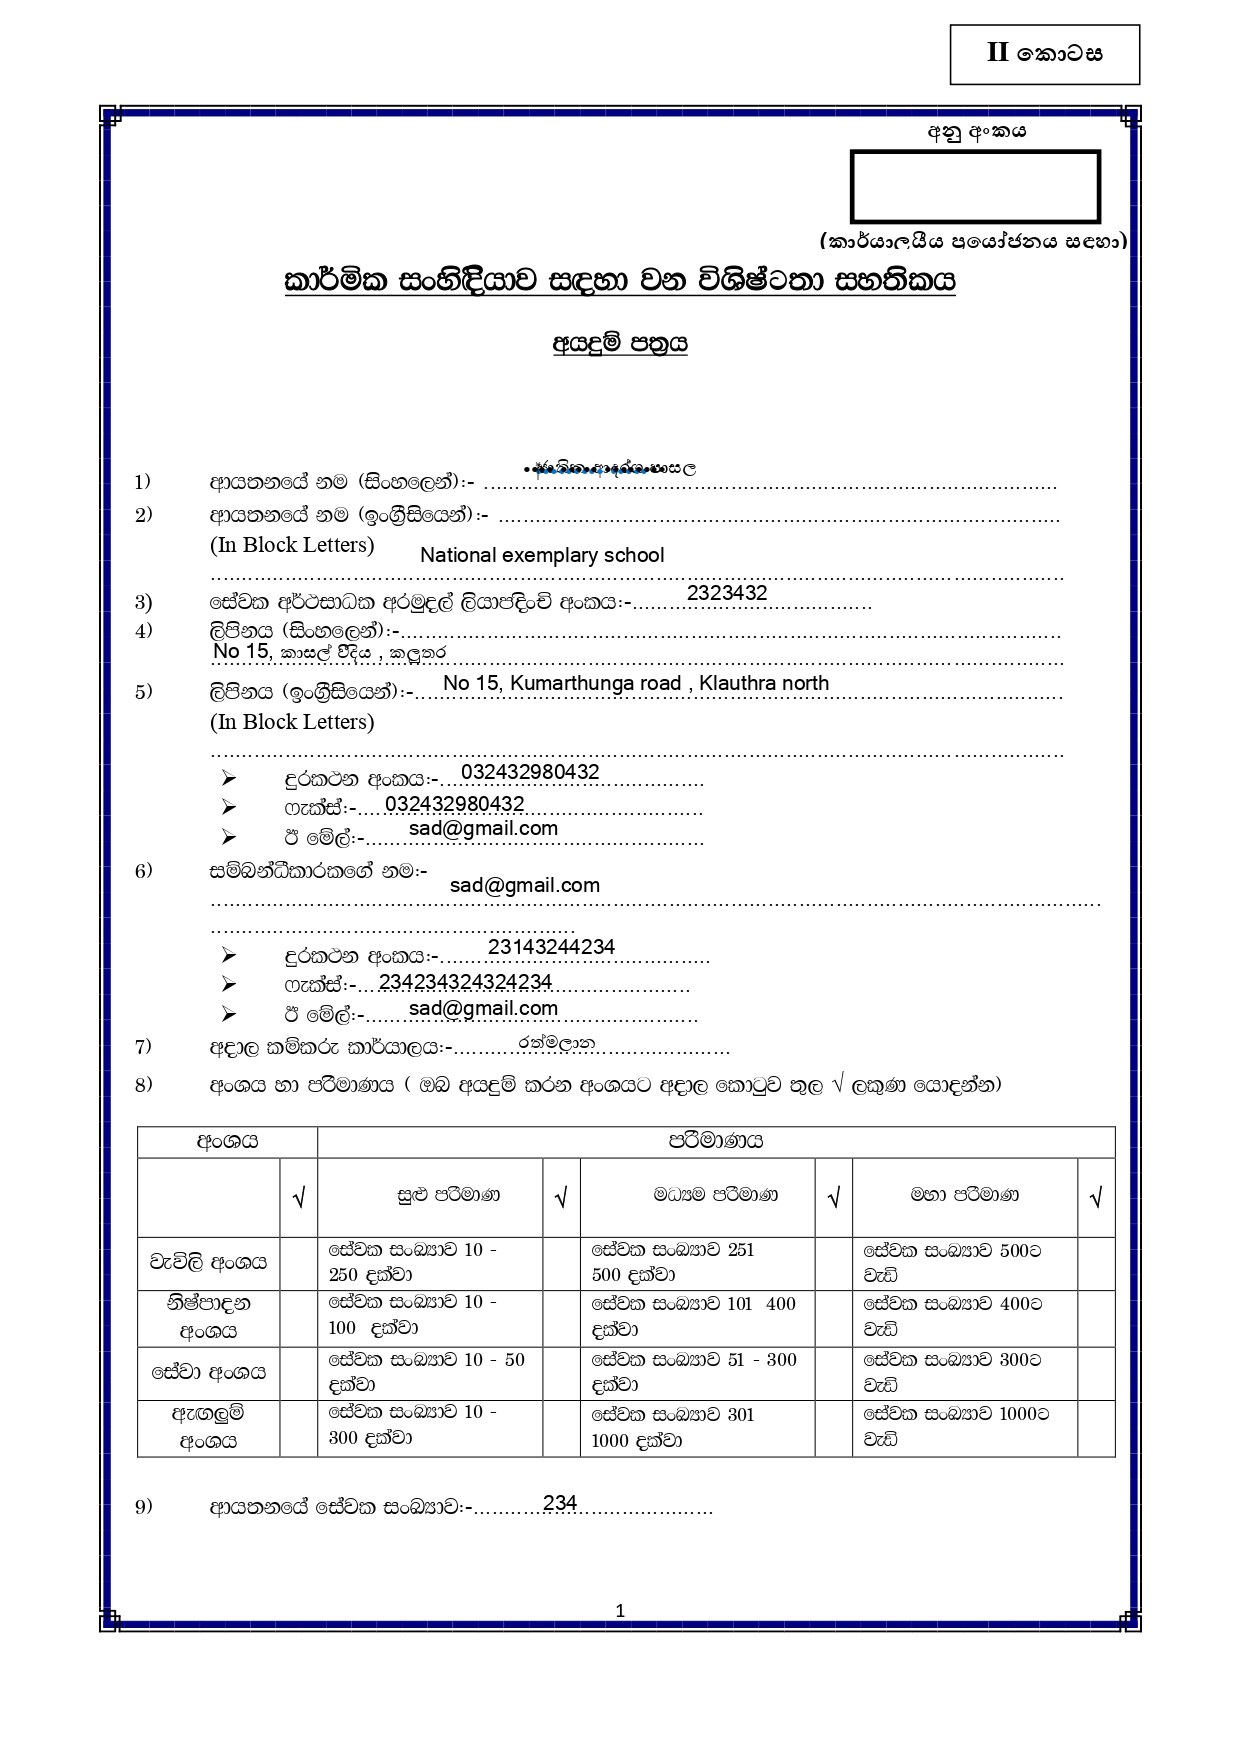 II කොටස
අනු අංකය
(කාර්යාලයීය ප්‍රයෝජනය සඳහා)
කාර්මික සංහිඳියාව සඳහා වන විශිෂ්ටතා සහතිකය
අයදුම් පත්‍රය
1) ආයතනයේ නම (සිංහලෙන්):- ජාතික ආදර්ශ පාසල
2) ආයතනයේ නම (ඉංග්‍රීසියෙන්):-
(In Block Letters) National exemplary school
3) සේවක අර්ථසාධක අරමුදල් ලියාපදිංචි අංකය:- 2323432
4) ලිපිනය (සිංහලෙන්):-
No 15, කාසල් වීදිය , කලුතර
5) ලිපිනය (ඉංග්‍රීසියෙන්):- No 15, Kumarthunga road , Klauthra north
(In Block Letters)
➢ දුරකථන අංකය:- 032432980432
➢ ෆැක්ස්:- 032432980432
➢ ඊ මේල්:- sad@gmail.com
6) සම්බන්ධීකාරකගේ නම:-
sad@gmail.com
➢ දුරකථන අංකය:- 23143244234
➢ ෆැක්ස්:- 234234324324234
➢ ඊ මේල්:- sad@gmail.com
7) අදාල කම්කරු කාර්යාලය:- රත්මලාන
8) අංශය හා පරිමාණය ( ඔබ අයදුම් කරන අංශයට අදාල කොටුව තුල √ ලකුණ යොදන්න)
අංශය පරිමාණය
√ සුළු පරිමාණ √ මධ්‍යම පරිමාණ √ මහා පරිමාණ √
වැවිලි අංශය සේවක සංඛ්‍යාව 10 - 250 දක්වා සේවක සංඛ්‍යාව 251 500 දක්වා සේවක සංඛ්‍යාව 500ට වැඩි
නිෂ්පාදන අංශය සේවක සංඛ්‍යාව 10 - 100 දක්වා සේවක සංඛ්‍යාව 101 400 දක්වා සේවක සංඛ්‍යාව 400ට වැඩි
සේවා අංශය සේවක සංඛ්‍යාව 10 - 50 දක්වා සේවක සංඛ්‍යාව 51 - 300 දක්වා සේවක සංඛ්‍යාව 300ට වැඩි
ඇඟලුම් අංශය සේවක සංඛ්‍යාව 10 - 300 දක්වා සේවක සංඛ්‍යාව 301 1000 දක්වා සේවක සංඛ්‍යාව 1000ට වැඩි
9) ආයතනයේ සේවක සංඛ්‍යාව:- 234
1